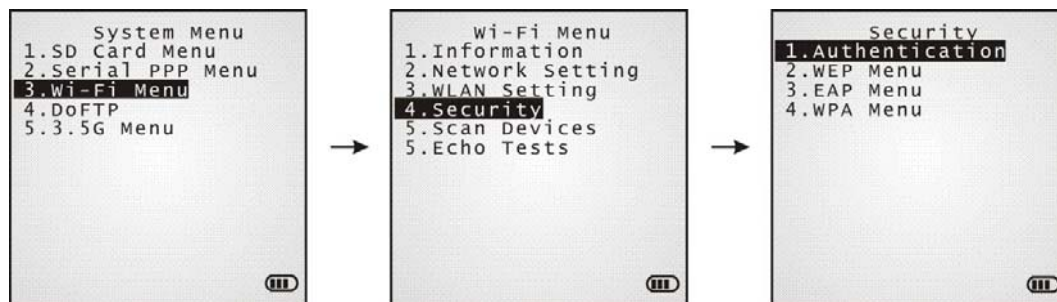 System Menu
1.SD Card Menu
2.Serial PPP Menu
3.Wi-Fi Menu
4.DoFTP
5.3.5G Menu
Wi-Fi Menu
1.Information
2.Network Setting
3.WLAN Setting
4.Security
5.Scan Devices
5.Echo Tests
Security
1.Authentication
2.WEP Menu
3.EAP Menu
4.WPA Menu